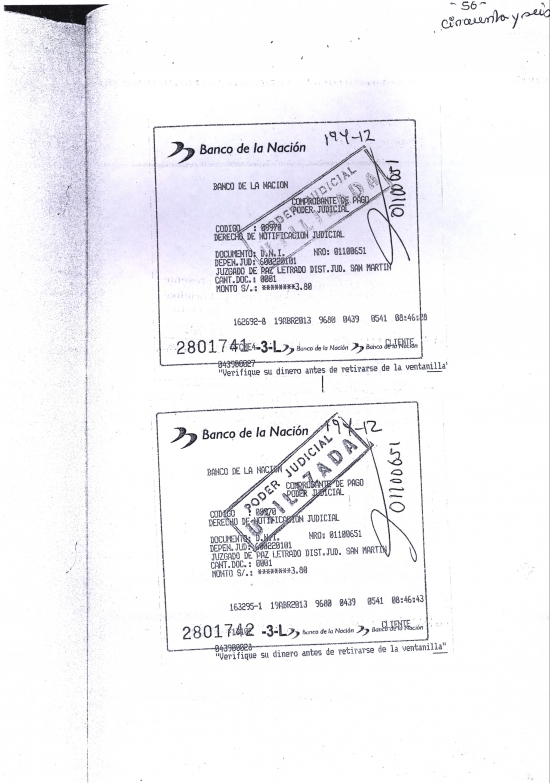 - 56 -
cincuenta y seis
194-12
Banco de la Nación
BANCO DE LA NACION
COMPROBANTE DE PAGO
PODER JUDICIAL
PODER JUDICIAL
UTILIZADA
01100651
CODIGO : 09970
DERECHO DE NOTIFICACION JUDICIAL
DOCUMENTO: D.N.I. NRO: 01100651
DEPEN.JUD: 600220101
JUZGADO DE PAZ LETRADO DIST.JUD. SAN MARTIN
CANT.DOC.: 0001
MONTO S/.: ********3.80
162692-8 19ABR2013 9680 0439 0541 08:46:28
2801741 -3-L Banco de la Nación Banco de la Nación
CLIENTE
043900027
"Verifique su dinero antes de retirarse de la ventanilla"
194-12
Banco de la Nación
BANCO DE LA NACION
COMPROBANTE DE PAGO
PODER JUDICIAL
PODER JUDICIAL
UTILIZADA
01100651
CODIGO : 09970
DERECHO DE NOTIFICACION JUDICIAL
DOCUMENTO: D.N.I. NRO: 01100651
DEPEN.JUD: 600220101
JUZGADO DE PAZ LETRADO DIST.JUD. SAN MARTIN
CANT.DOC.: 0001
MONTO S/.: ********3.80
163295-1 19ABR2013 9680 0439 0541 08:46:43
2801742 -3-L Banco de la Nación Banco de la Nación
CLIENTE
043900028
"Verifique su dinero antes de retirarse de la ventanilla"